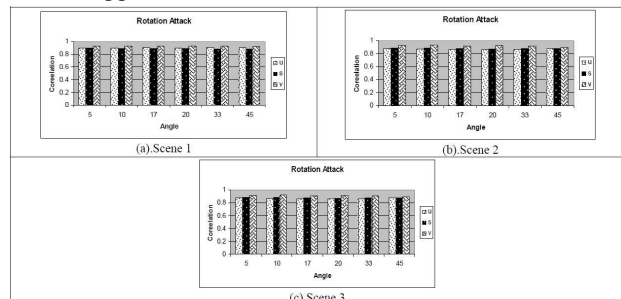 Rotation Attack
Coreelation
1
0.8
0.6
0.4
0.2
0
5 10 17 20 33 45
Angle
U
S
V
(a).Scene 1
Rotation Attack
Coreelation
1
0.8
0.6
0.4
0.2
0
5 10 17 20 33 45
Angle
U
S
V
(b).Scene 2
Rotation Attack
Coreelation
1
0.8
0.6
0.4
0.2
0
5 10 17 20 33 45
Angle
U
S
V
(c).Scene 3